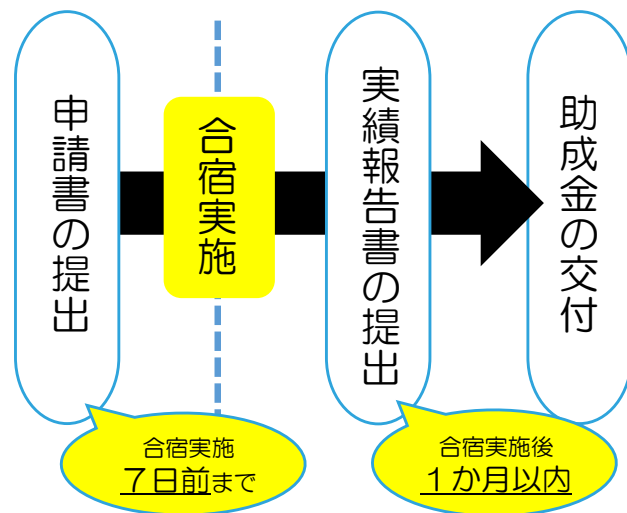 申請書の提出
合宿実施
実績報告書の提出
助成金の交付
合宿実施
７日前まで
合宿実施後
１か月以内